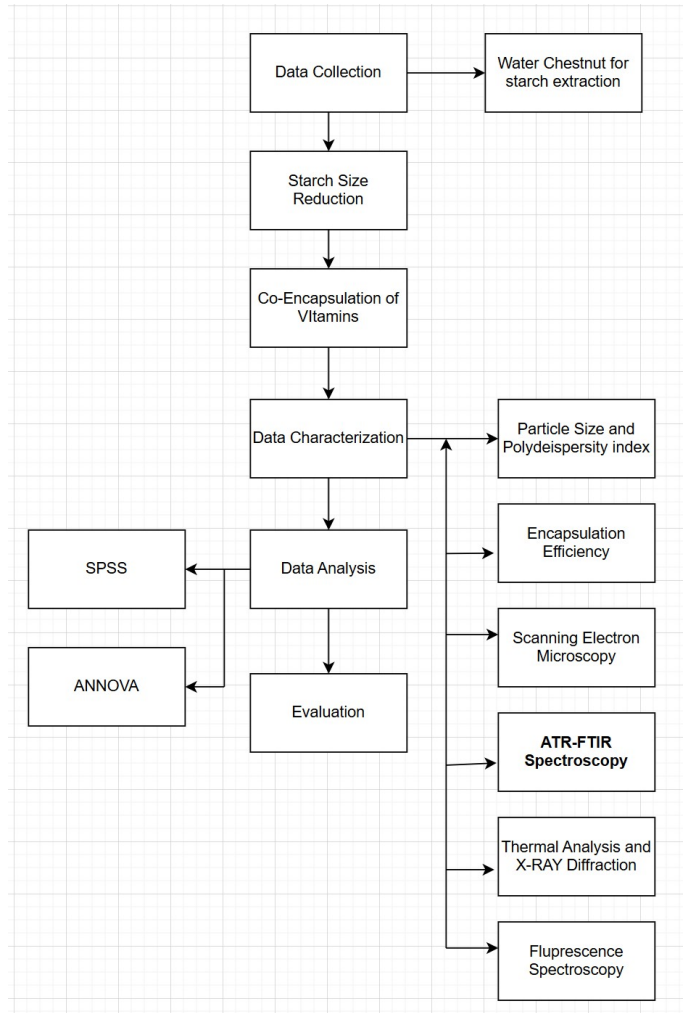 Data Collection
Water Chestnut for
starch extraction
Starch Size
Reduction
Co-Encapsulation of
VItamins
Data Characterization
Particle Size and
Polydeispersity index
Encapsulation
Efficiency
SPSS
Data Analysis
Scanning Electron
Microscopy
ANNOVA
Evaluation
ATR-FTIR
Spectroscopy
Thermal Analysis and
X-RAY Diffraction
Fluprescence
Spectroscopy